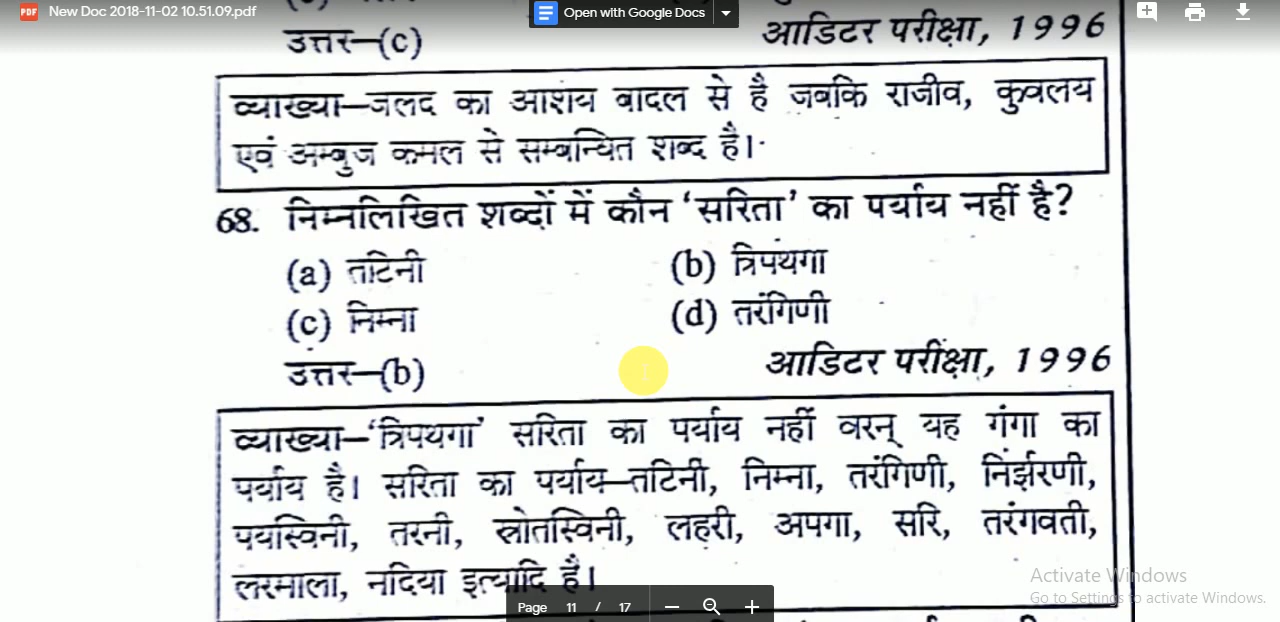 New Doc 2018-11-02 10.51.09.pdf
Open with Google Docs
उत्तर–(c)
आडिटर परीक्षा, 1996
व्याख्या–जलद का आशय बादल से है जबकि राजीव, कुवलय
एवं अम्बुज कमल से सम्बन्धित शब्द है।
68. निम्नलिखित शब्दों में कौन ‘सरिता’ का पर्याय नहीं है?
(a) तटिनी (b) त्रिपथगा
(c) निम्ना (d) तरंगिणी
उत्तर–(b)
आडिटर परीक्षा, 1996
व्याख्या–‘त्रिपथगा’ सरिता का पर्याय नहीं वरन् यह गंगा का
पर्याय है। सरिता का पर्याय–तटिनी, निम्ना, तरंगिणी, निर्झरणी,
पयस्विनी, तरनी, स्रोतस्विनी, लहरी, अपगा, सरि, तरंगवती,
लरमाला, नदिया इत्यादि हैं।
Activate Windows
Go to Settings to activate Windows.
Page 11 / 17